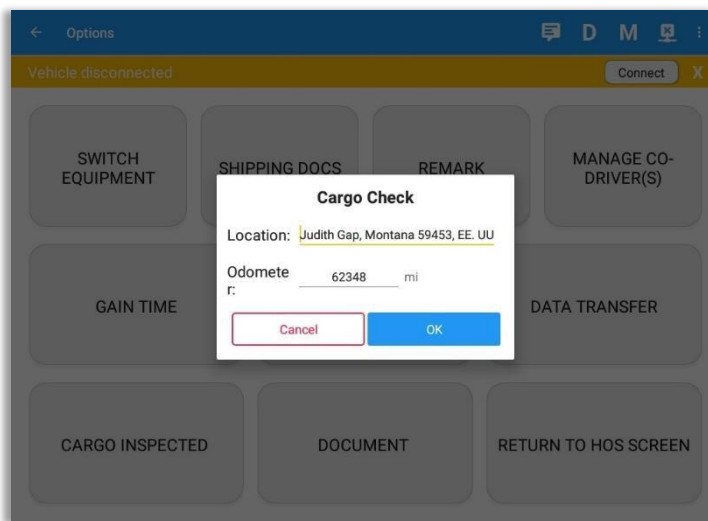 Options
D M
Vehicle disconnected
Connect X
SWITCH
EQUIPMENT
SHIPPING DOCS
REMARK
MANAGE CO-
DRIVER(S)
Cargo Check
Location: Judith Gap, Montana 59453, EE. UU
Odomete
r:
62348 mi
Cancel OK
GAIN TIME
DATA TRANSFER
CARGO INSPECTED
DOCUMENT
RETURN TO HOS SCREEN